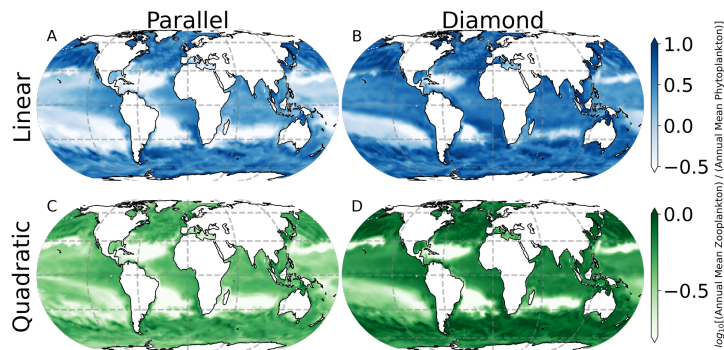 Parallel
Diamond
A
B
Linear
1.0
0.5
0.0
−0.5
C
D
Quadratic
0.0
−0.5
log10[(Annual Mean Zooplankton) / (Annual Mean Phytoplankton)]